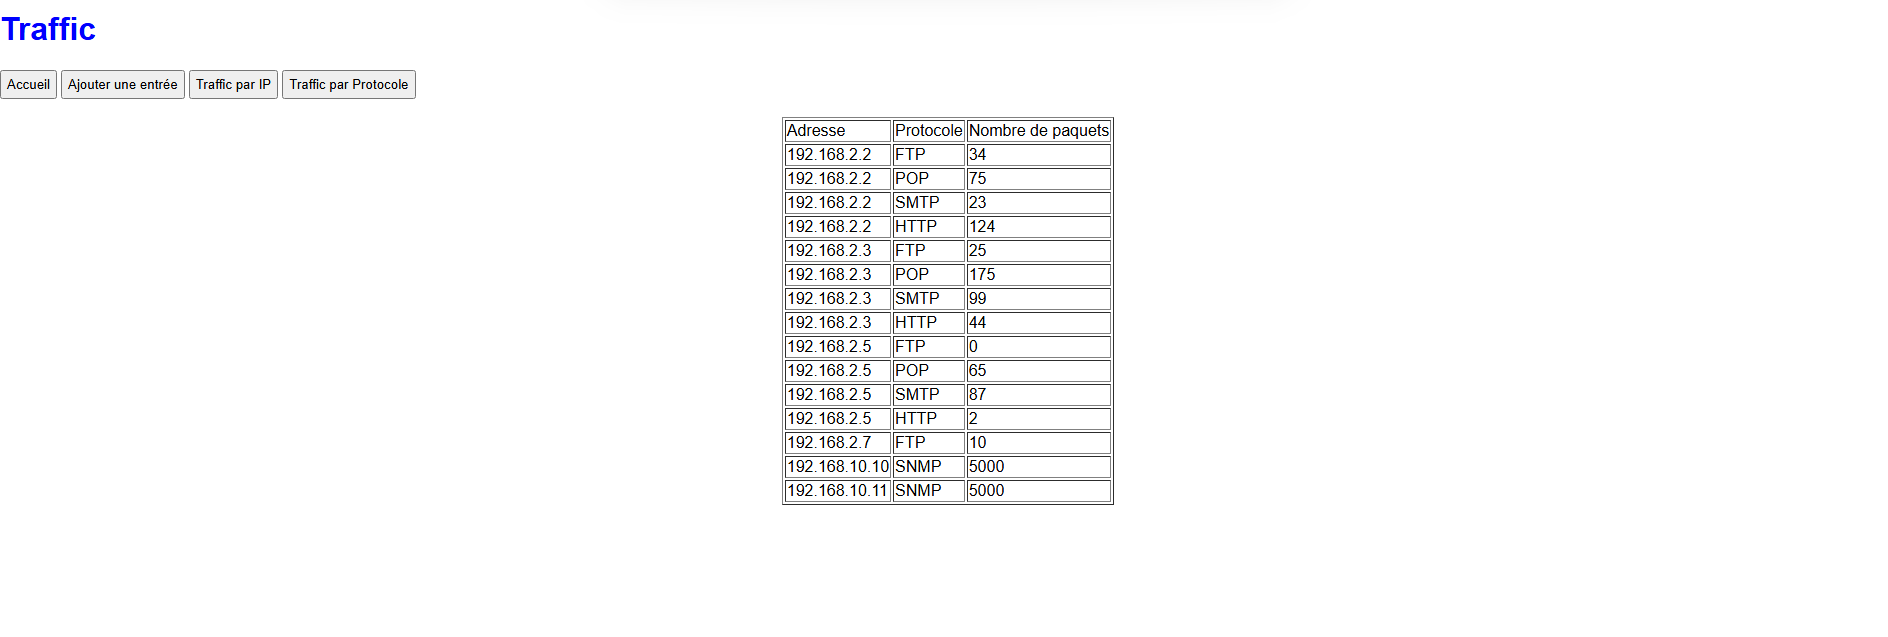 Traffic
Accueil Ajouter une entrée Traffic par IP Traffic par Protocole
Adresse Protocole Nombre de paquets
192.168.2.2 FTP 34
192.168.2.2 POP 75
192.168.2.2 SMTP 23
192.168.2.2 HTTP 124
192.168.2.3 FTP 25
192.168.2.3 POP 175
192.168.2.3 SMTP 99
192.168.2.3 HTTP 44
192.168.2.5 FTP 0
192.168.2.5 POP 65
192.168.2.5 SMTP 87
192.168.2.5 HTTP 2
192.168.2.7 FTP 10
192.168.10.10 SNMP 5000
192.168.10.11 SNMP 5000